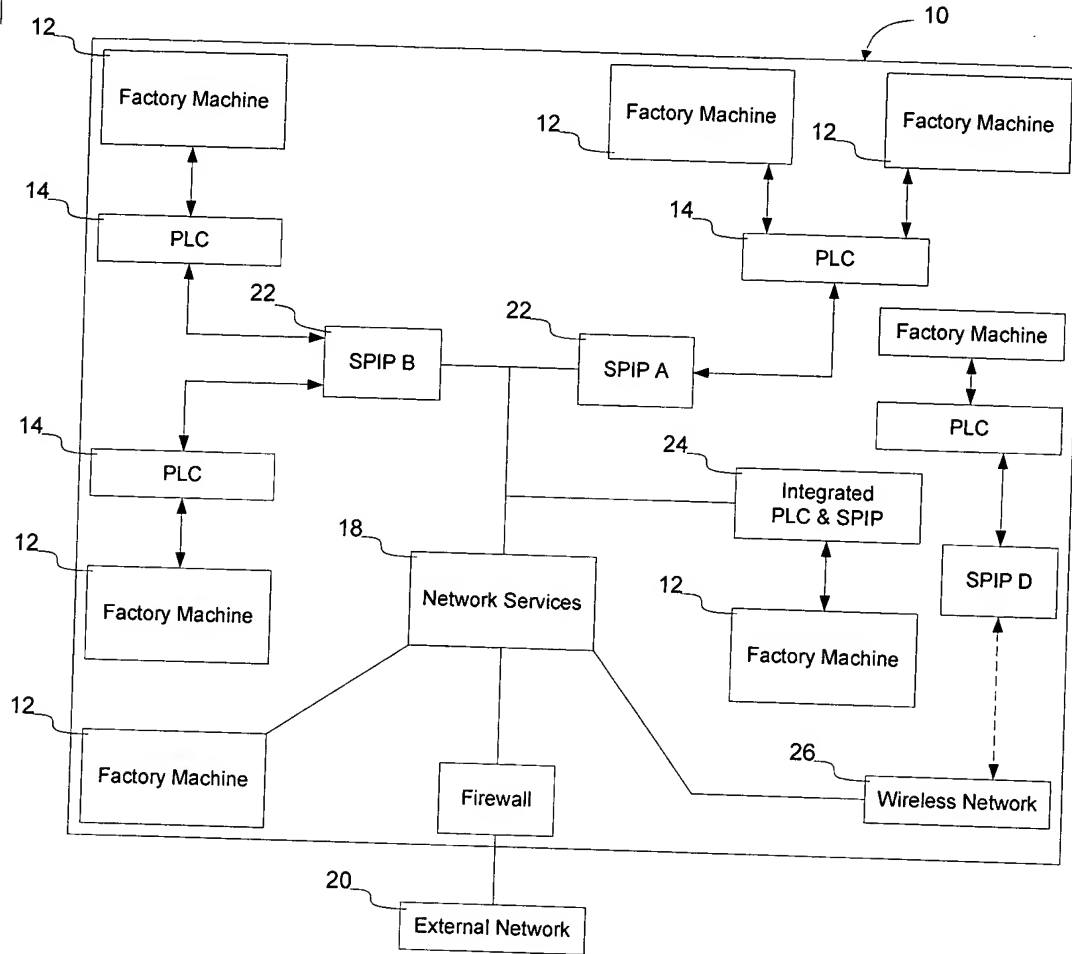 10
12
Factory Machine
Factory Machine
12
Factory Machine
12
14
PLC
14
PLC
22
SPIP B
22
SPIP A
Factory Machine
PLC
14
PLC
24
Integrated
PLC & SPIP
18
Network Services
SPIP D
12
Factory Machine
12
Factory Machine
12
Factory Machine
Firewall
26
Wireless Network
20
External Network